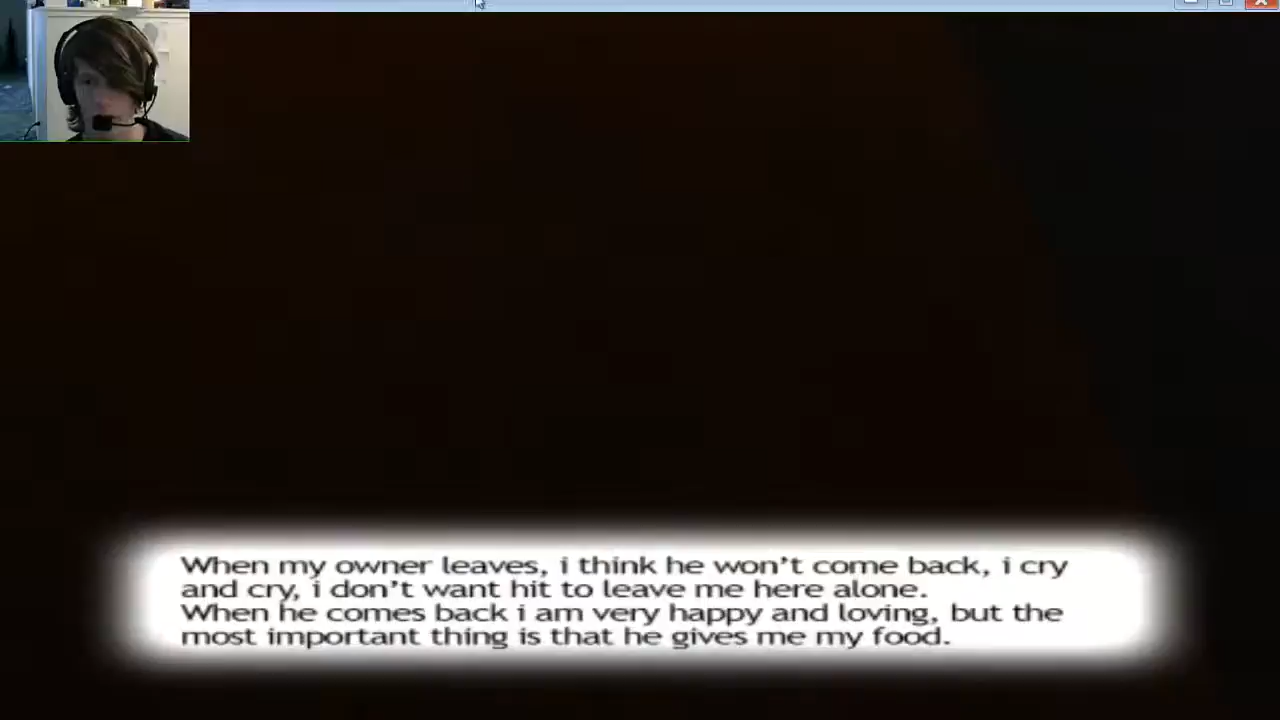 When my owner leaves, i think he won't come back, i cry
and cry, i don't want hit to leave me here alone.
When he comes back i am very happy and loving, but the
most important thing is that he gives me my food.